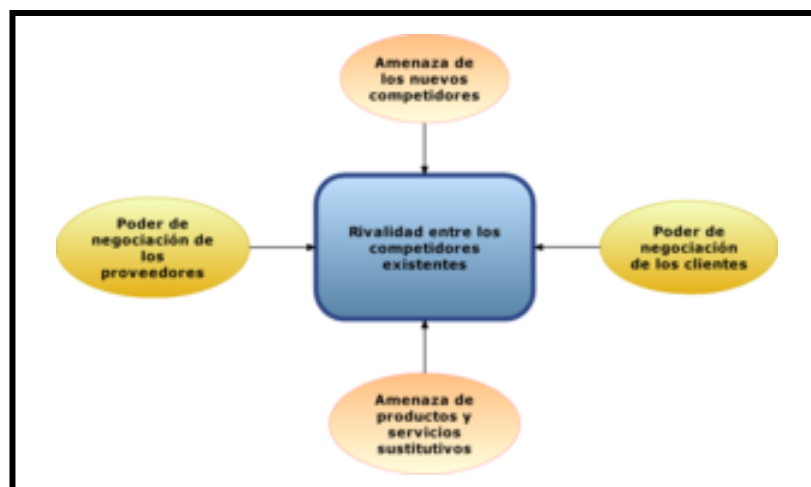 Amenaza de
los nuevos
competidores
Poder de
negociación de
los
proveedores
Rivalidad entre los
competidores
existentes
Poder de
negociación
de los clientes
Amenaza de
productos y
servicios
sustitutivos